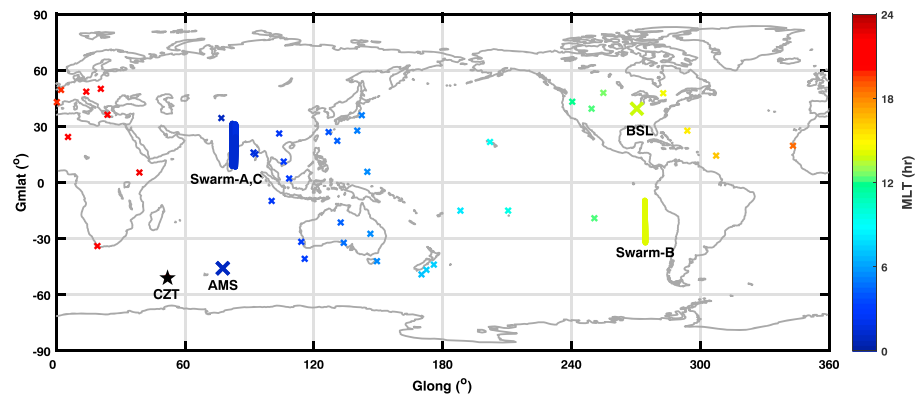 90
60
30
0
-30
-60
-90
Gmlat (o)
0
60
120
180
240
300
360
Glong (o)
Swarm-A,C
BSL
Swarm-B
CZT
AMS
24
18
12
6
0
MLT (hr)